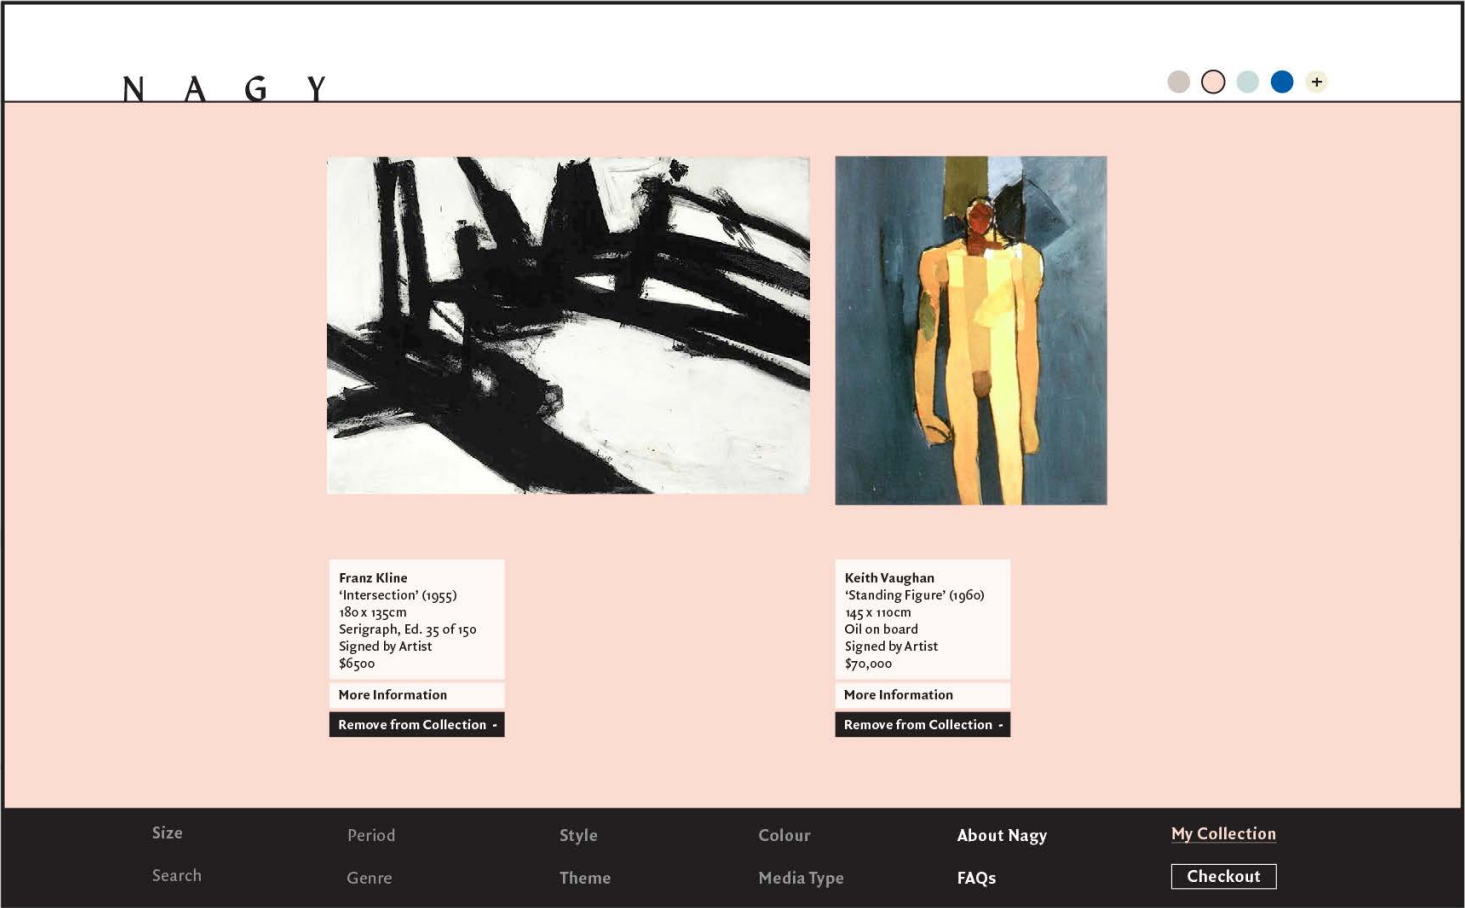 N A G Y
+
Franz Kline
‘Intersection’ (1955)
180 x 135cm
Serigraph, Ed. 35 of 150
Signed by Artist
$6500
More Information
Remove from Collection -
Keith Vaughan
‘Standing Figure’ (1960)
145 x 110cm
Oil on board
Signed by Artist
$70,000
More Information
Remove from Collection -
Size
Period
Style
Colour
About Nagy
My Collection
Search
Genre
Theme
Media Type
FAQs
Checkout